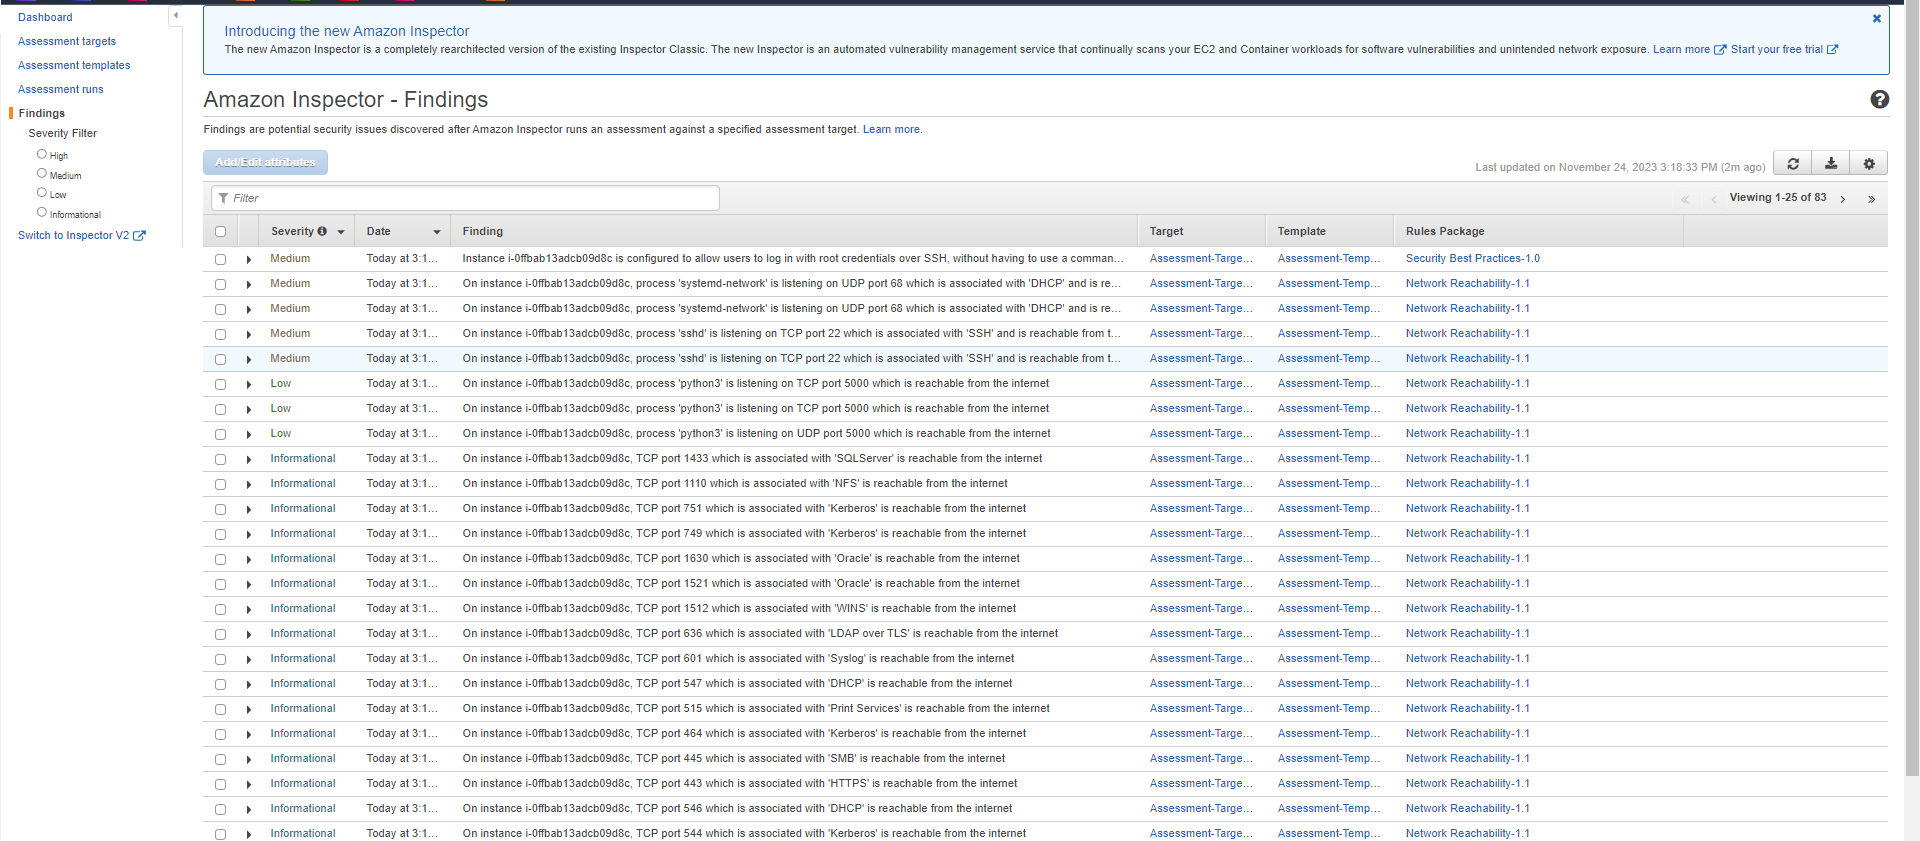 Dashboard
Assessment targets
Assessment templates
Assessment runs
Findings
Severity Filter
High
Medium
Low
Informational
Switch to Inspector V2
Introducing the new Amazon Inspector
The new Amazon Inspector is a completely rearchitected version of the existing Inspector Classic. The new Inspector is an automated vulnerability management service that continually scans your EC2 and Container workloads for software vulnerabilities and unintended network exposure. Learn more Start your free trial
Amazon Inspector - Findings
Findings are potential security issues discovered after Amazon Inspector runs an assessment against a specified assessment target. Learn more.
Add/Edit attributes
Last updated on November 24, 2023 3:18:33 PM (2m ago)
Filter
Viewing 1-25 of 83
Severity Date Finding Target Template Rules Package
Medium Today at 3:1... Instance i-0ffbab13adcb09d8c is configured to allow users to log in with root credentials over SSH, without having to use a comman... Assessment-Targe... Assessment-Temp... Security Best Practices-1.0
Medium Today at 3:1... On instance i-0ffbab13adcb09d8c, process 'systemd-network' is listening on UDP port 68 which is associated with 'DHCP' and is re... Assessment-Targe... Assessment-Temp... Network Reachability-1.1
Medium Today at 3:1... On instance i-0ffbab13adcb09d8c, process 'systemd-network' is listening on UDP port 68 which is associated with 'DHCP' and is re... Assessment-Targe... Assessment-Temp... Network Reachability-1.1
Medium Today at 3:1... On instance i-0ffbab13adcb09d8c, process 'sshd' is listening on TCP port 22 which is associated with 'SSH' and is reachable from t... Assessment-Targe... Assessment-Temp... Network Reachability-1.1
Medium Today at 3:1... On instance i-0ffbab13adcb09d8c, process 'sshd' is listening on TCP port 22 which is associated with 'SSH' and is reachable from t... Assessment-Targe... Assessment-Temp... Network Reachability-1.1
Low Today at 3:1... On instance i-0ffbab13adcb09d8c, process 'python3' is listening on TCP port 5000 which is reachable from the internet Assessment-Targe... Assessment-Temp... Network Reachability-1.1
Low Today at 3:1... On instance i-0ffbab13adcb09d8c, process 'python3' is listening on TCP port 5000 which is reachable from the internet Assessment-Targe... Assessment-Temp... Network Reachability-1.1
Low Today at 3:1... On instance i-0ffbab13adcb09d8c, process 'python3' is listening on UDP port 5000 which is reachable from the internet Assessment-Targe... Assessment-Temp... Network Reachability-1.1
Informational Today at 3:1... On instance i-0ffbab13adcb09d8c, TCP port 1433 which is associated with 'SQLServer' is reachable from the internet Assessment-Targe... Assessment-Temp... Network Reachability-1.1
Informational Today at 3:1... On instance i-0ffbab13adcb09d8c, TCP port 1110 which is associated with 'NFS' is reachable from the internet Assessment-Targe... Assessment-Temp... Network Reachability-1.1
Informational Today at 3:1... On instance i-0ffbab13adcb09d8c, TCP port 751 which is associated with 'Kerberos' is reachable from the internet Assessment-Targe... Assessment-Temp... Network Reachability-1.1
Informational Today at 3:1... On instance i-0ffbab13adcb09d8c, TCP port 749 which is associated with 'Kerberos' is reachable from the internet Assessment-Targe... Assessment-Temp... Network Reachability-1.1
Informational Today at 3:1... On instance i-0ffbab13adcb09d8c, TCP port 1630 which is associated with 'Oracle' is reachable from the internet Assessment-Targe... Assessment-Temp... Network Reachability-1.1
Informational Today at 3:1... On instance i-0ffbab13adcb09d8c, TCP port 1521 which is associated with 'Oracle' is reachable from the internet Assessment-Targe... Assessment-Temp... Network Reachability-1.1
Informational Today at 3:1... On instance i-0ffbab13adcb09d8c, TCP port 1512 which is associated with 'WINS' is reachable from the internet Assessment-Targe... Assessment-Temp... Network Reachability-1.1
Informational Today at 3:1... On instance i-0ffbab13adcb09d8c, TCP port 636 which is associated with 'LDAP over TLS' is reachable from the internet Assessment-Targe... Assessment-Temp... Network Reachability-1.1
Informational Today at 3:1... On instance i-0ffbab13adcb09d8c, TCP port 601 which is associated with 'Syslog' is reachable from the internet Assessment-Targe... Assessment-Temp... Network Reachability-1.1
Informational Today at 3:1... On instance i-0ffbab13adcb09d8c, TCP port 547 which is associated with 'DHCP' is reachable from the internet Assessment-Targe... Assessment-Temp... Network Reachability-1.1
Informational Today at 3:1... On instance i-0ffbab13adcb09d8c, TCP port 515 which is associated with 'Print Services' is reachable from the internet Assessment-Targe... Assessment-Temp... Network Reachability-1.1
Informational Today at 3:1... On instance i-0ffbab13adcb09d8c, TCP port 464 which is associated with 'Kerberos' is reachable from the internet Assessment-Targe... Assessment-Temp... Network Reachability-1.1
Informational Today at 3:1... On instance i-0ffbab13adcb09d8c, TCP port 445 which is associated with 'SMB' is reachable from the internet Assessment-Targe... Assessment-Temp... Network Reachability-1.1
Informational Today at 3:1... On instance i-0ffbab13adcb09d8c, TCP port 443 which is associated with 'HTTPS' is reachable from the internet Assessment-Targe... Assessment-Temp... Network Reachability-1.1
Informational Today at 3:1... On instance i-0ffbab13adcb09d8c, TCP port 546 which is associated with 'DHCP' is reachable from the internet Assessment-Targe... Assessment-Temp... Network Reachability-1.1
Informational Today at 3:1... On instance i-0ffbab13adcb09d8c, TCP port 544 which is associated with 'Kerberos' is reachable from the internet Assessment-Targe... Assessment-Temp... Network Reachability-1.1